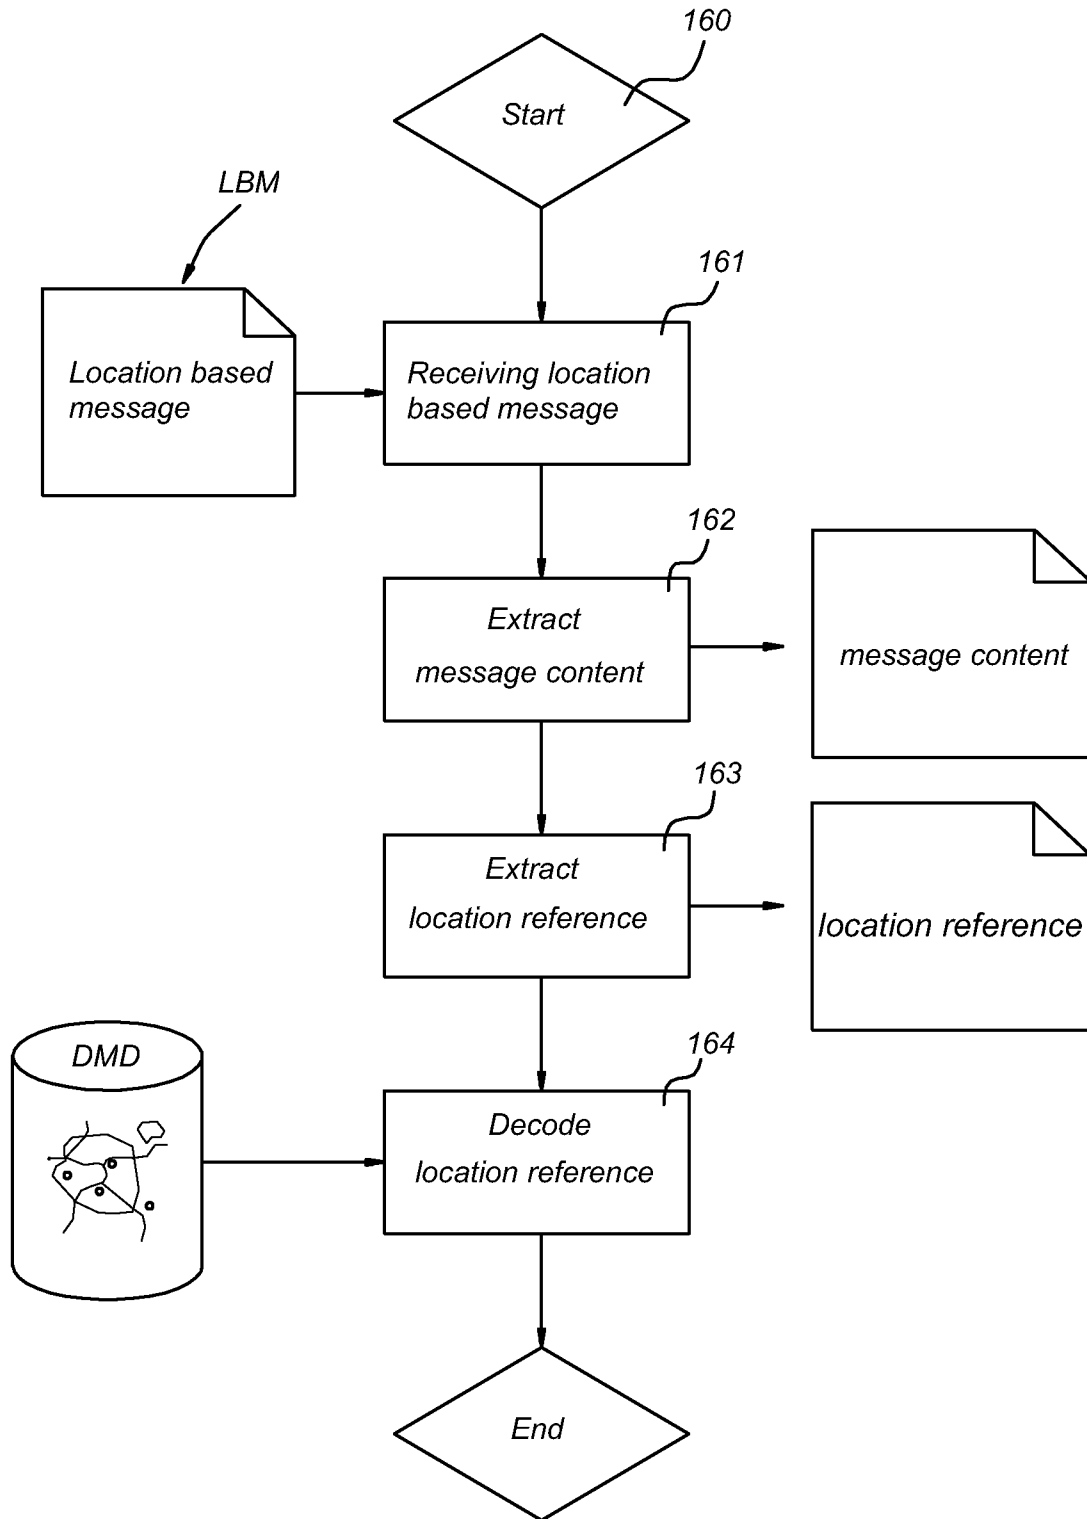 160
Start
LBM
161
Location based
message
Receiving location
based message
162
Extract
message content
message content
163
Extract
location reference
location reference
DMD
164
Decode
location reference
End